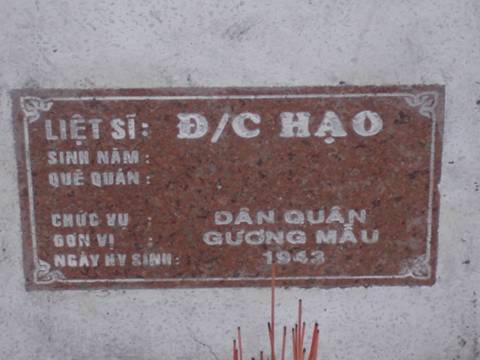 LIỆT SĨ: Đ/C HẠO
SINH NĂM:
QUÊ QUÁN:
CHỨC VỤ : DÂN QUÂN
ĐƠN VỊ : GƯƠNG MẪU
NGÀY HY SINH: 1943